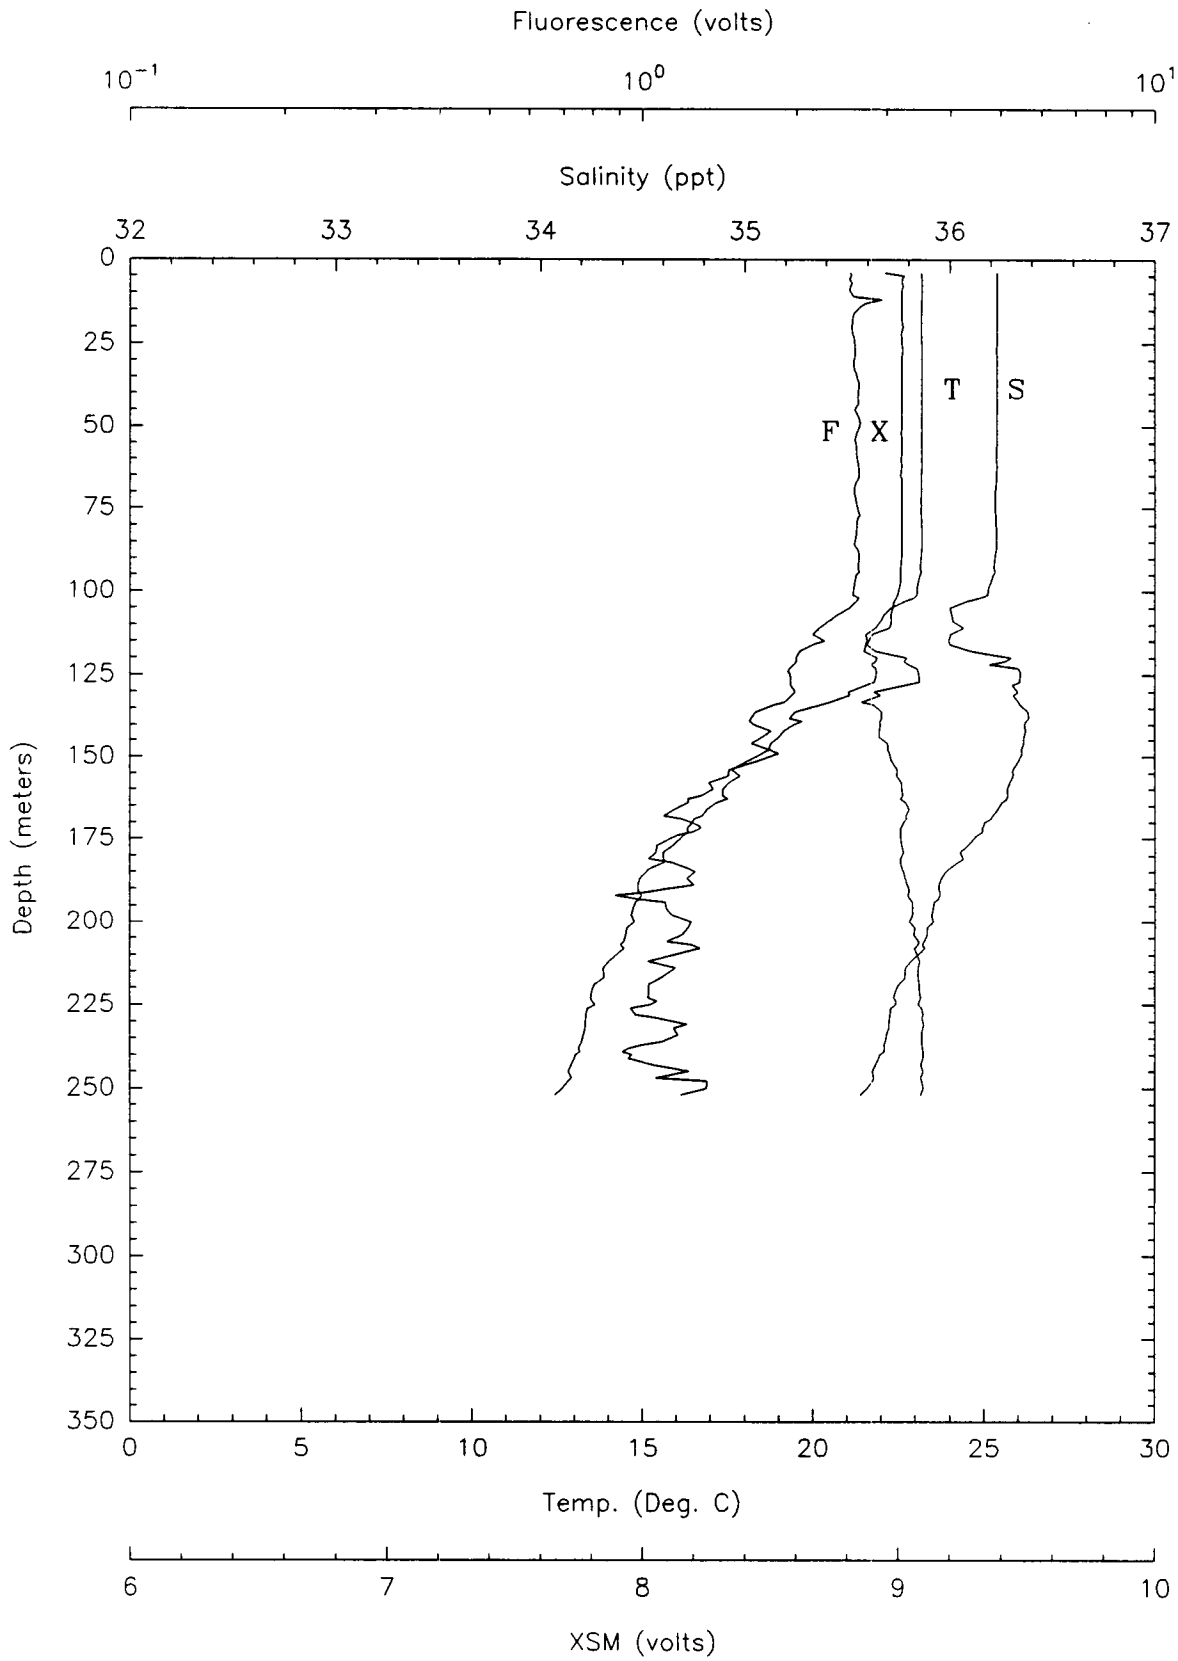 Fluorescence (volts)
10⁻¹ 10⁰ 10¹
Salinity (ppt)
32 33 34 35 36 37
0
25
T S
50
F X
75
100
125
150
175
200
225
250
275
300
325
350
Depth (meters)
0 5 10 15 20 25 30
Temp. (Deg. C)
6 7 8 9 10
XSM (volts)